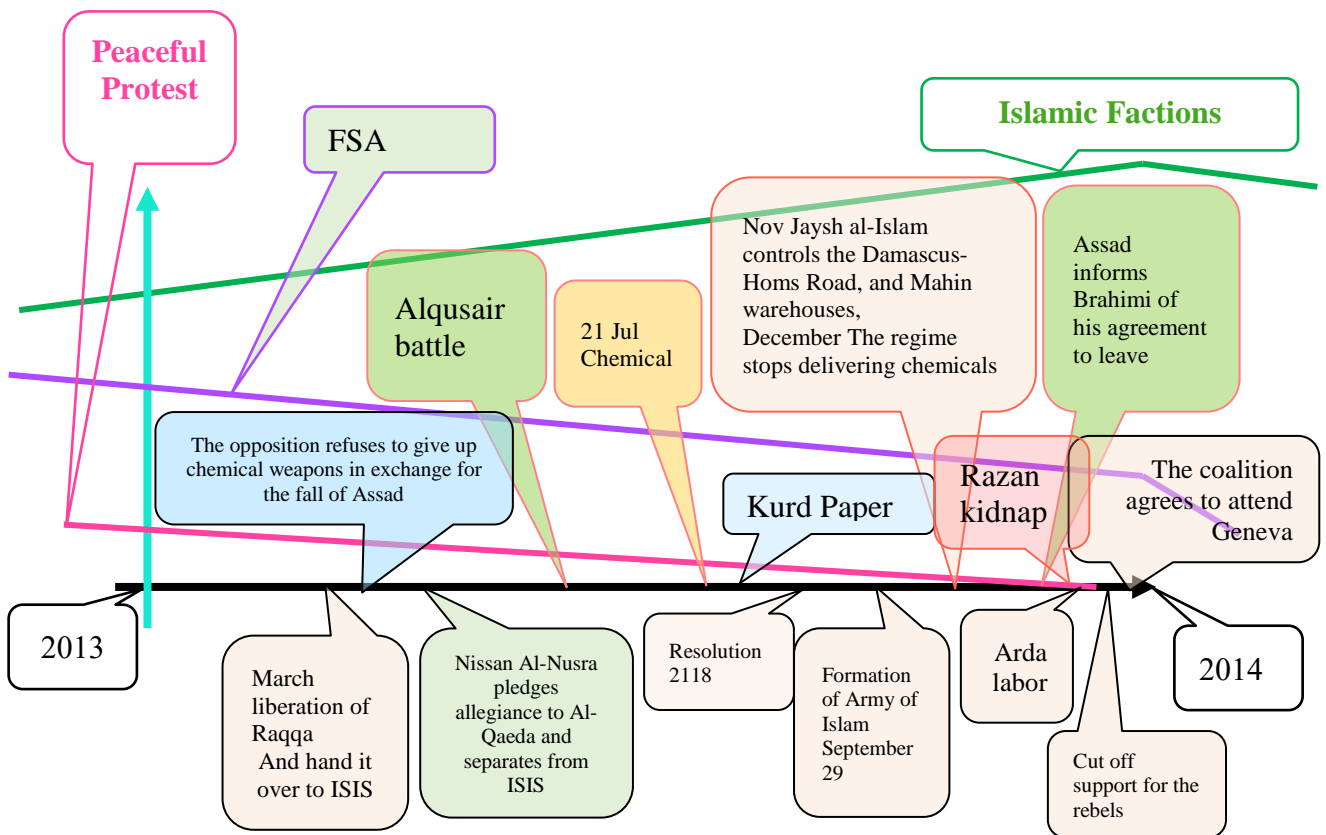 Peaceful
Protest
FSA
Islamic Factions
Alqusair
battle
21 Jul
Chemical
Nov Jaysh al-Islam
controls the Damascus-
Homs Road, and Mahin
warehouses,
December The regime
stops delivering chemicals
Assad
informs
Brahimi of
his agreement
to leave
The opposition refuses to give up
chemical weapons in exchange for
the fall of Assad
Kurd Paper
Razan
kidnap
The coalition
agrees to attend
Geneva
2013
March
liberation of
Raqqa
And hand it
over to ISIS
Nissan Al-Nusra
pledges
allegiance to Al-
Qaeda and
separates from
ISIS
Resolution
2118
Formation
of Army of
Islam
September
29
Arda
labor
Cut off
support for the
rebels
2014